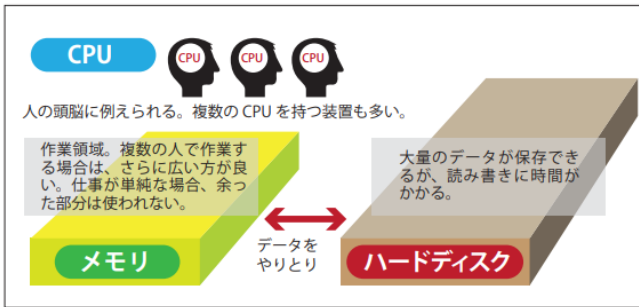 CPU
CPU
CPU
CPU
人の頭脳に例えられる。複数の CPU を持つ装置も多い。
作業領域。複数の人で作業す
る場合は、さらに広い方が良
い。仕事が単純な場合、余っ
た部分は使われない。
大量のデータが保存でき
るが、読み書きに時間が
かかる。
データを
やりとり
メモリ
ハードディスク